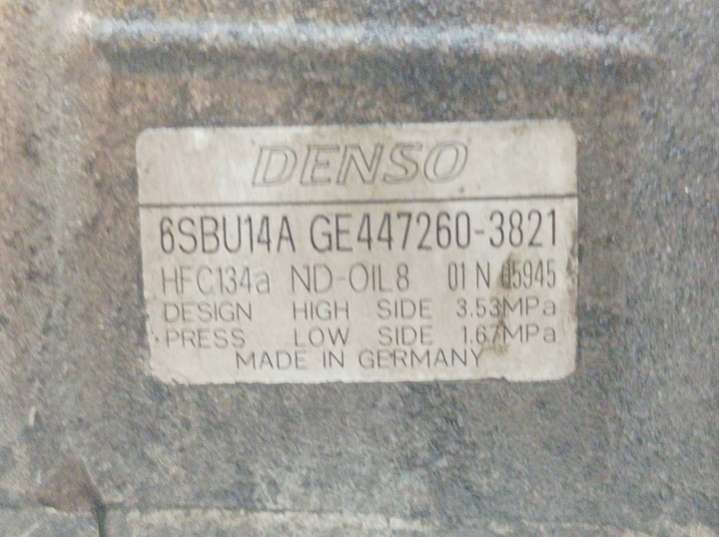 DENSO
6SBU14A GE447260-3821
HFC134a ND-OIL8 01 N 05945
DESIGN HIGH SIDE 3.53MPa
PRESS LOW SIDE 1.67MPa
MADE IN GERMANY